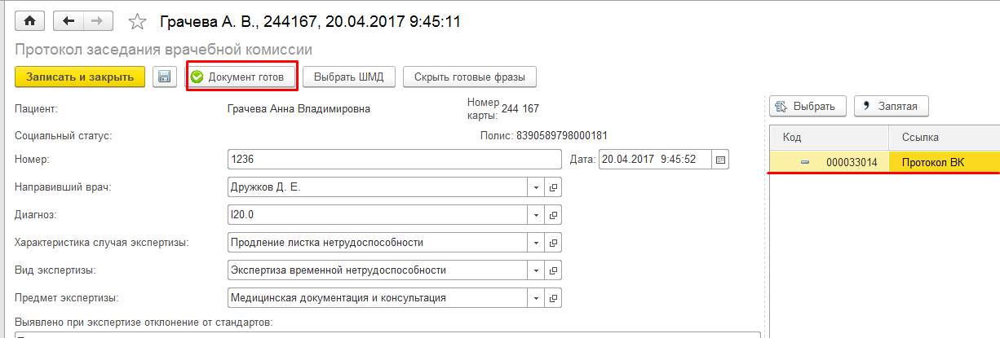 Грачева А. В., 244167, 20.04.2017 9:45:11
Протокол заседания врачебной комиссии
Записать и закрыть Документ готов Выбрать ШМД Скрыть готовые фразы
Пациент: Грачева Анна Владимировна Номер карты: 244 167
Социальный статус: Полис: 8390589798000181
Номер: 1236 Дата: 20.04.2017 9:45:52
Направивший врач: Дружков Д. Е.
Диагноз: I20.0
Характеристика случая экспертизы: Продление листка нетрудоспособности
Вид экспертизы: Экспертиза временной нетрудоспособности
Предмет экспертизы: Медицинская документация и консультация
Выявлено при экспертизе отклонение от стандартов:
Выбрать , Запятая
Код Ссылка
000033014 Протокол ВК